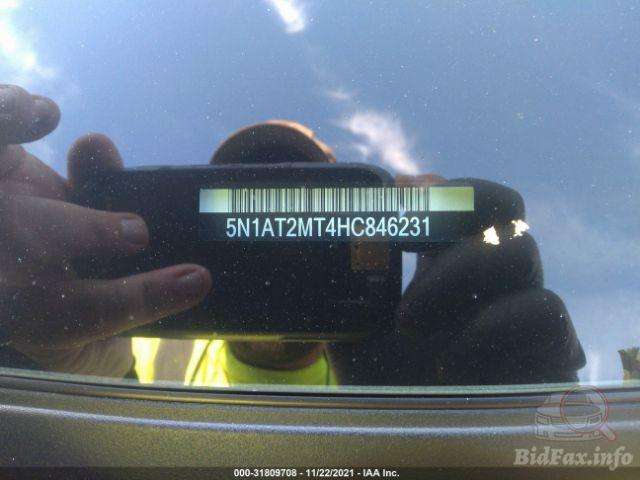 5N1AT2MT4HC846231
BidFax.info
000-31809708 - 11/22/2021 - IAA Inc.